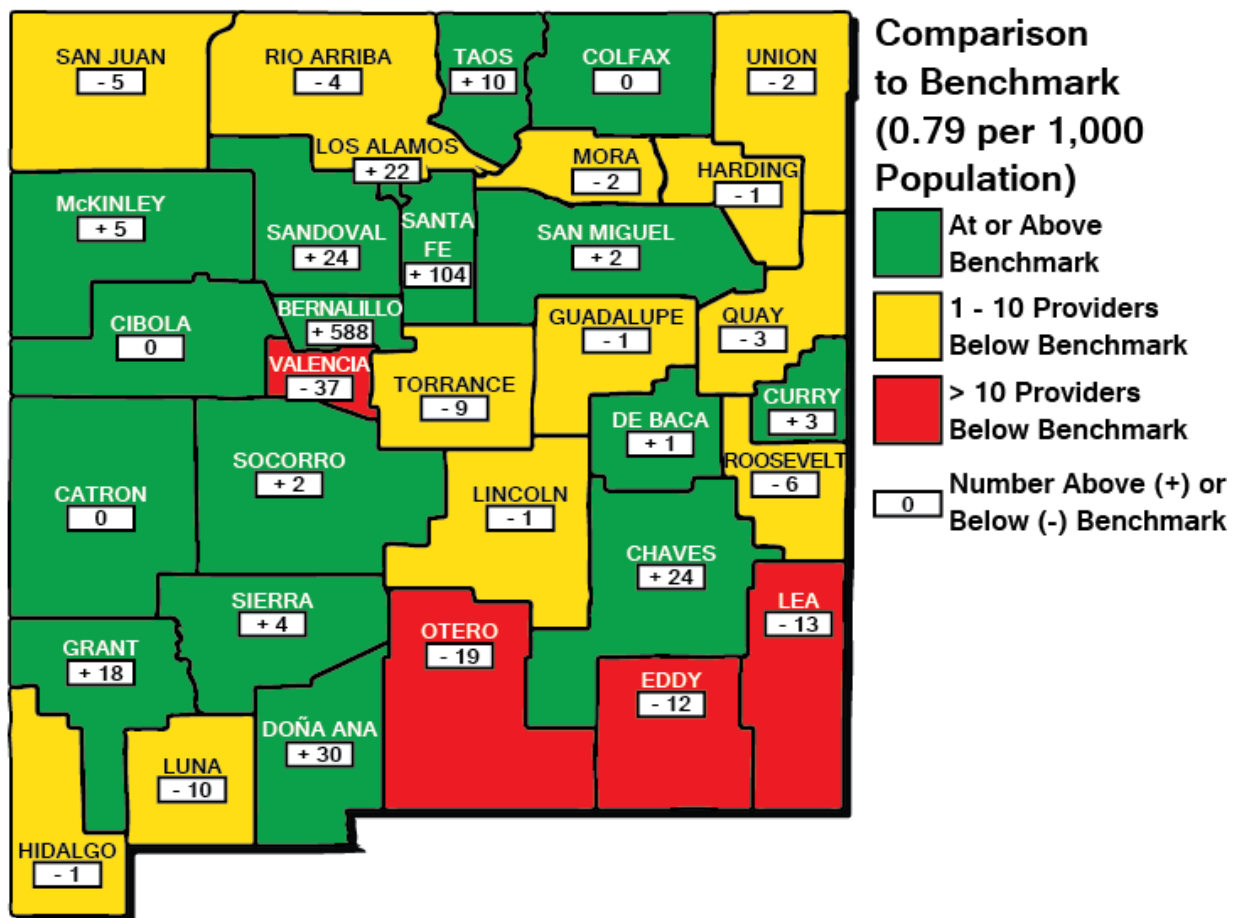 SAN JUAN
- 5
RIO ARRIBA
- 4
TAOS
+ 10
COLFAX
0
UNION
- 2
LOS ALAMOS
+ 22
MORA
- 2
HARDING
- 1
McKINLEY
+ 5
SANDOVAL
+ 24
SANTA
FE
+ 104
SAN MIGUEL
+ 2
CIBOLA
0
BERNALILLO
+ 588
GUADALUPE
- 1
QUAY
- 3
VALENCIA
- 37
TORRANCE
- 9
CURRY
+ 3
DE BACA
+ 1
CATRON
0
SOCORRO
+ 2
LINCOLN
- 1
ROOSEVELT
- 6
CHAVES
+ 24
SIERRA
+ 4
OTERO
- 19
LEA
- 13
GRANT
+ 18
EDDY
- 12
DOÑA ANA
+ 30
LUNA
- 10
HIDALGO
- 1
Comparison
to Benchmark
(0.79 per 1,000
Population)
At or Above
Benchmark
1 - 10 Providers
Below Benchmark
> 10 Providers
Below Benchmark
0
Number Above (+) or
Below (-) Benchmark